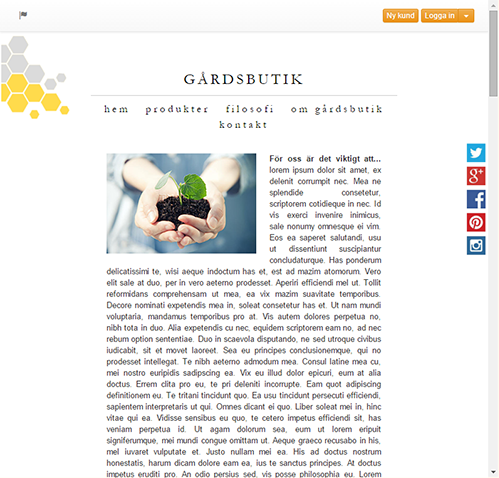 Ny kund
Logga in
GÅRDSBUTIK
hem produkter filosofi om gårdsbutik
kontakt
För oss är det viktigt att...
lorem ipsum dolor sit amet, ex
delenit corrumpit nec. Mea ne
splendide consetetur,
scriptorem cotidieque in nec. Id
vis exerci invenire inimicus,
sale nonumy omnesque ei vim.
Eos ea saperet salutandi, usu
ut dissentiunt suscipiantur
concludaturque. Has ponderum
delicatissimi te, wisi aeque indoctum has et, est ad mazim atomorum. Vero
elit sale at duo, per in vero aeterno prodesset. Aperiri efficiendi mel ut. Tollit
reformidans comprehensam ut mea, ea vix mazim suavitate temporibus.
Decore nominati expetendis mea in, soleat consetetur has et. Ut nam mundi
voluptaria, mandamus temporibus pro at. Vis autem dolores perpetua no,
nibh tota in duo. Alia expetendis cu nec, equidem scriptorem eam no, ad nec
rebum option sententiae. Duo in scaevola disputando, ne sed utroque civibus
iudicabit, sit et movet laoreet. Sea eu principes conclusionemque, qui no
prodesset intellegat. Te nibh aeterno admodum mea. Consul latine mea cu,
mei nostro euripidis sadipscing ea. Vix eu illud dolor epicuri, eum at alia
doctus. Errem clita pro eu, te pri deleniti incorrupte. Eam quot adipiscing
definitionem eu. Te tritani tincidunt quo. Ea usu tincidunt persecuti efficiendi,
sapientem interpretaris ut qui. Omnes dicant ei quo. Liber soleat mei in, hinc
vitae qui ea. Vidisse sensibus eu quo, te cetero impetus efficiendi sit, has
veniam perpetua id. Ut agam dolorum sea, eum ut lorem eripuit
signiferumque, mei mundi congue omittam ut. Aeque graeco recusabo in his,
mel iuvaret vulputate et. Justo nullam mei ea. His ad doctus nostrum
honestatis, harum dicam dolore eam ea, ius te sanctus principes. At doctus
impetus eruditi pro. An odio persius sed, vis posse philosophia eu. Lorem